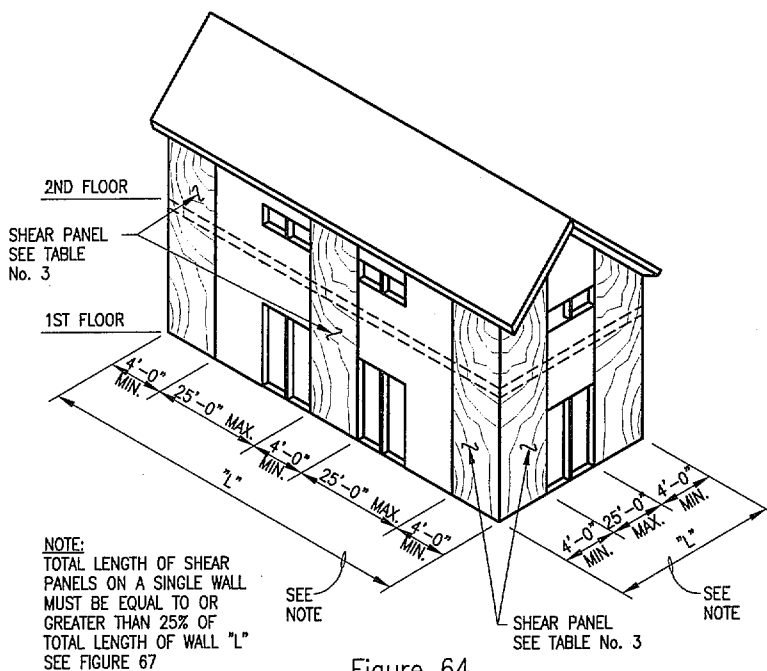 2ND FLOOR
SHEAR PANEL
SEE TABLE
No. 3
1ST FLOOR
4'-0"
MIN.
25'-0" MAX.
4'-0"
MIN.
25'-0" MAX.
4'-0"
MIN.
"L"
4'-0"
MIN.
25'-0"
MAX.
4'-0"
MIN.
"L"
NOTE:
TOTAL LENGTH OF SHEAR
PANELS ON A SINGLE WALL
MUST BE EQUAL TO OR
GREATER THAN 25% OF
TOTAL LENGTH OF WALL "L"
SEE FIGURE 67
SEE
NOTE
SHEAR PANEL
SEE TABLE No. 3
SEE
NOTE
Figure 64